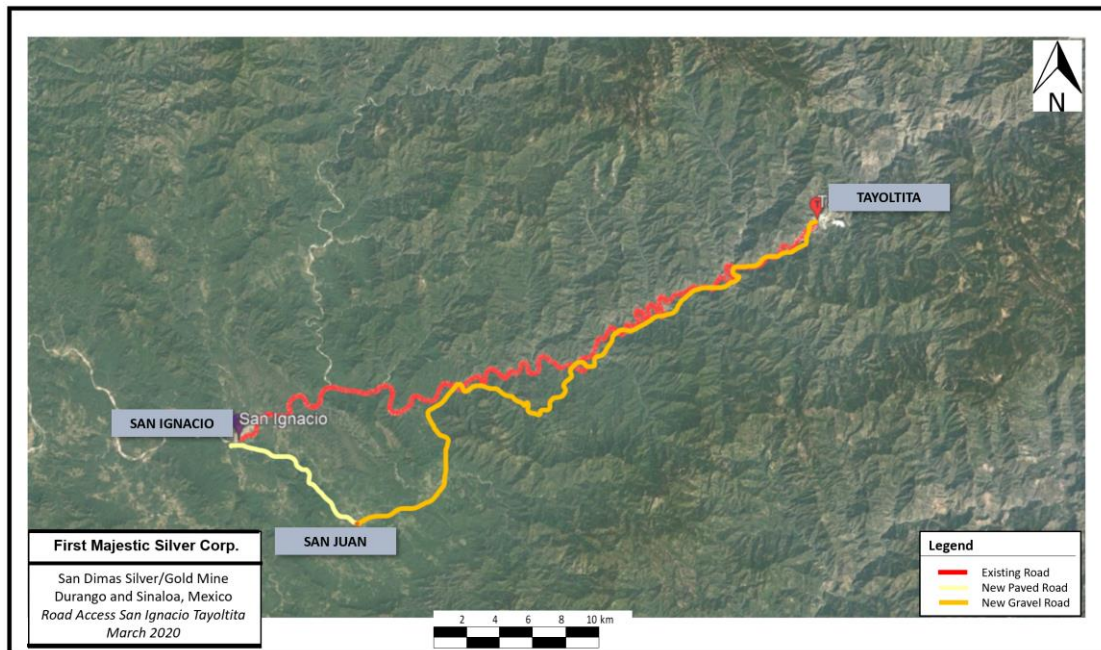 N
TAYOLTITA
T
SAN IGNACIO
San Ignacio
SAN JUAN
First Majestic Silver Corp.
San Dimas Silver/Gold Mine
Durango and Sinaloa, Mexico
Road Access San Ignacio Tayoltita
March 2020
2 4 6 8 10 km
Legend
Existing Road
New Paved Road
New Gravel Road